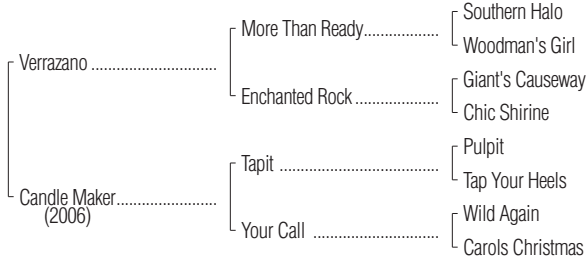 Southern Halo
More Than Ready..................
Woodman's Girl
Verrazano ..............................
Giant's Causeway
Enchanted Rock ....................
Chic Shirine
Pulpit
Tapit ......................................
Tap Your Heels
Candle Maker........................
(2006)
Wild Again
Your Call ..............................
Carols Christmas